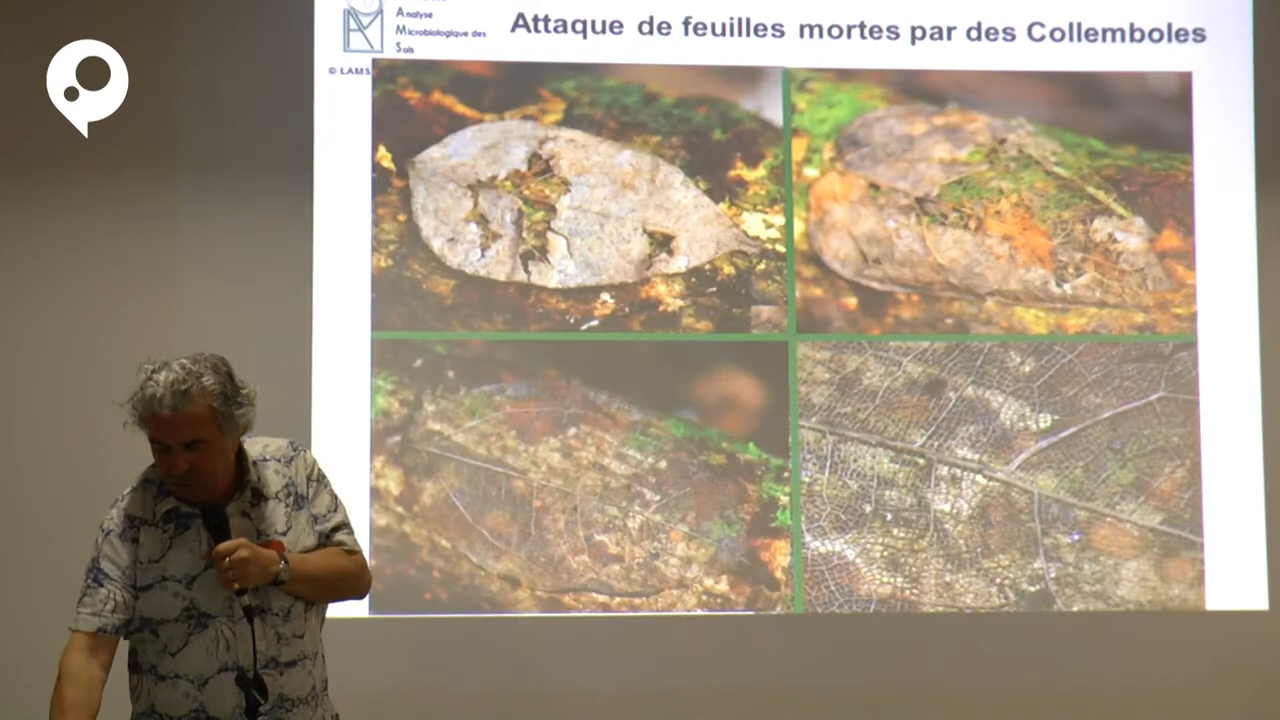 Analyse
Microbiologique des
Sols
Attaque de feuilles mortes par des Collemboles
© LAMS